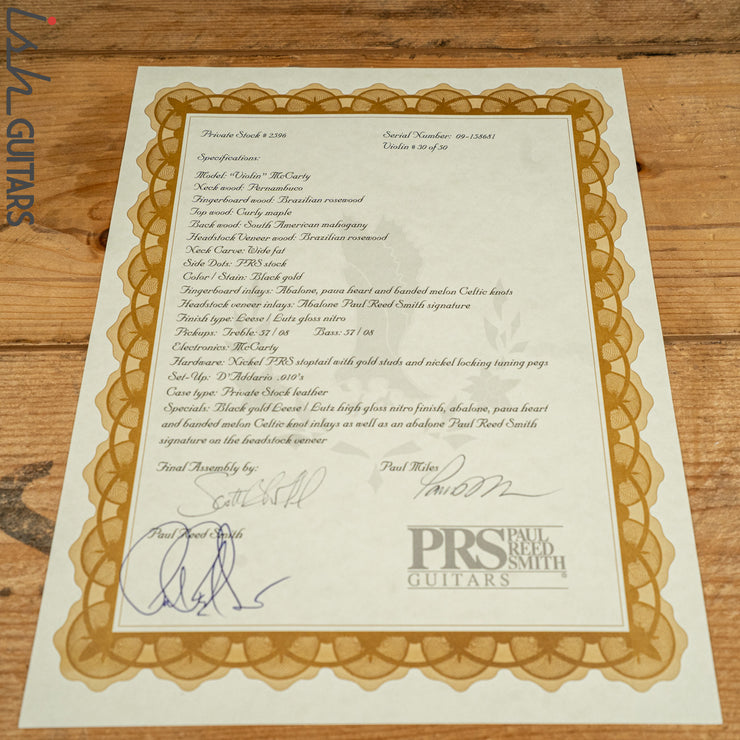 ish GUITARS
Private Stock # 2396 Serial Number: 09-158681
Violin # 30 of 30
Specifications:
Model: "Violin" McCarty
Neck wood: Pernambuco
Fingerboard wood: Brazilian rosewood
Top wood: Curly maple
Back wood: South American mahogany
Headstock Veneer wood: Brazilian rosewood
Neck Carve: Wide fat
Side Dots: PRS stock
Color / Stain: Black gold
Fingerboard inlays: Abalone, paua heart and banded melon Celtic knots
Headstock veneer inlays: Abalone Paul Reed Smith signature
Finish type: Leese / Lutz gloss nitro
Pickups: Treble: 57 / 08 Bass: 57 / 08
Electronics: McCarty
Hardware: Nickel PRS stoptail with gold studs and nickel locking tuning pegs
Set-Up: D'Addario .010's
Case type: Private Stock leather
Specials: Black gold Leese / Lutz high gloss nitro finish, abalone, paua heart
and banded melon Celtic knot inlays as well as an abalone Paul Reed Smith
signature on the headstock veneer
Final Assembly by: Paul Miles
Paul Reed Smith
PRS PAUL
REED
SMITH
GUITARS